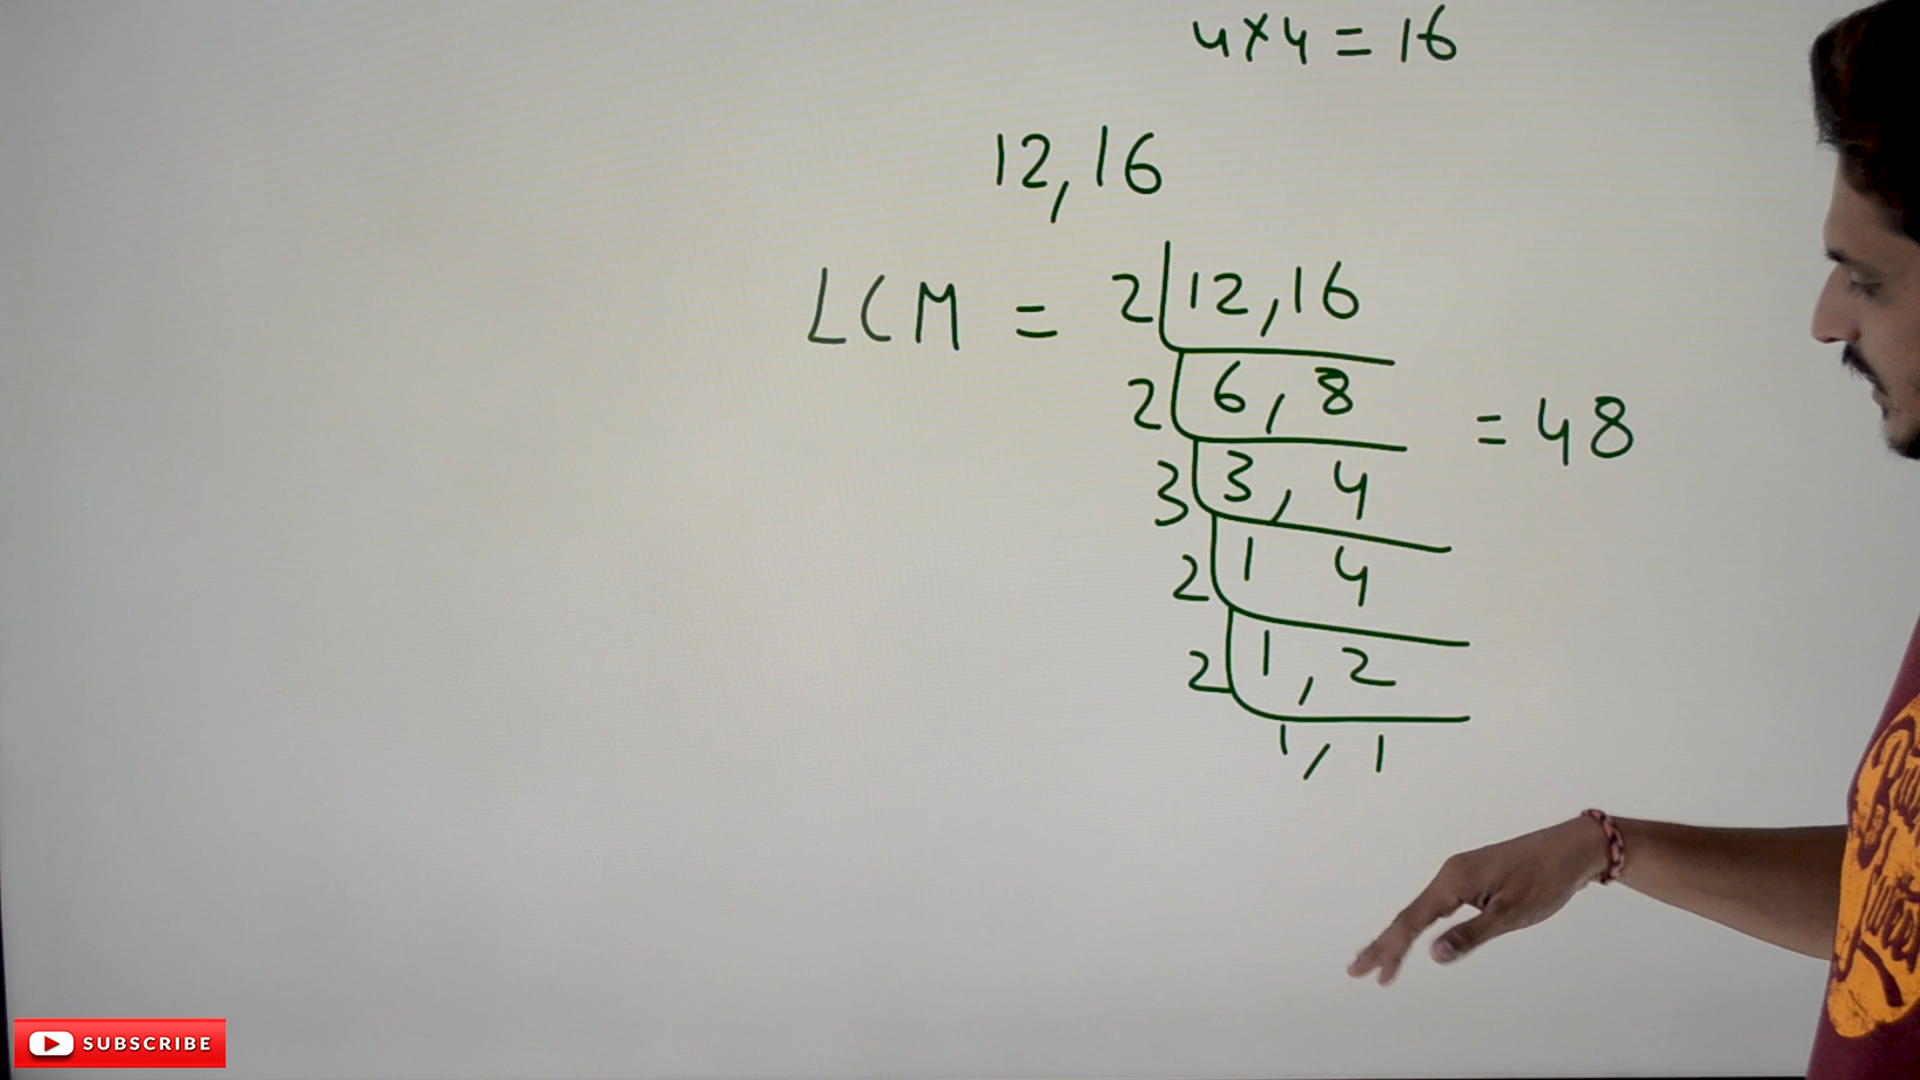 4×4=16
12,16
LCM = 2 12,16
2 6,8 = 48
3 3,4
2 1 4
2 1,2
1,1
SUBSCRIBE